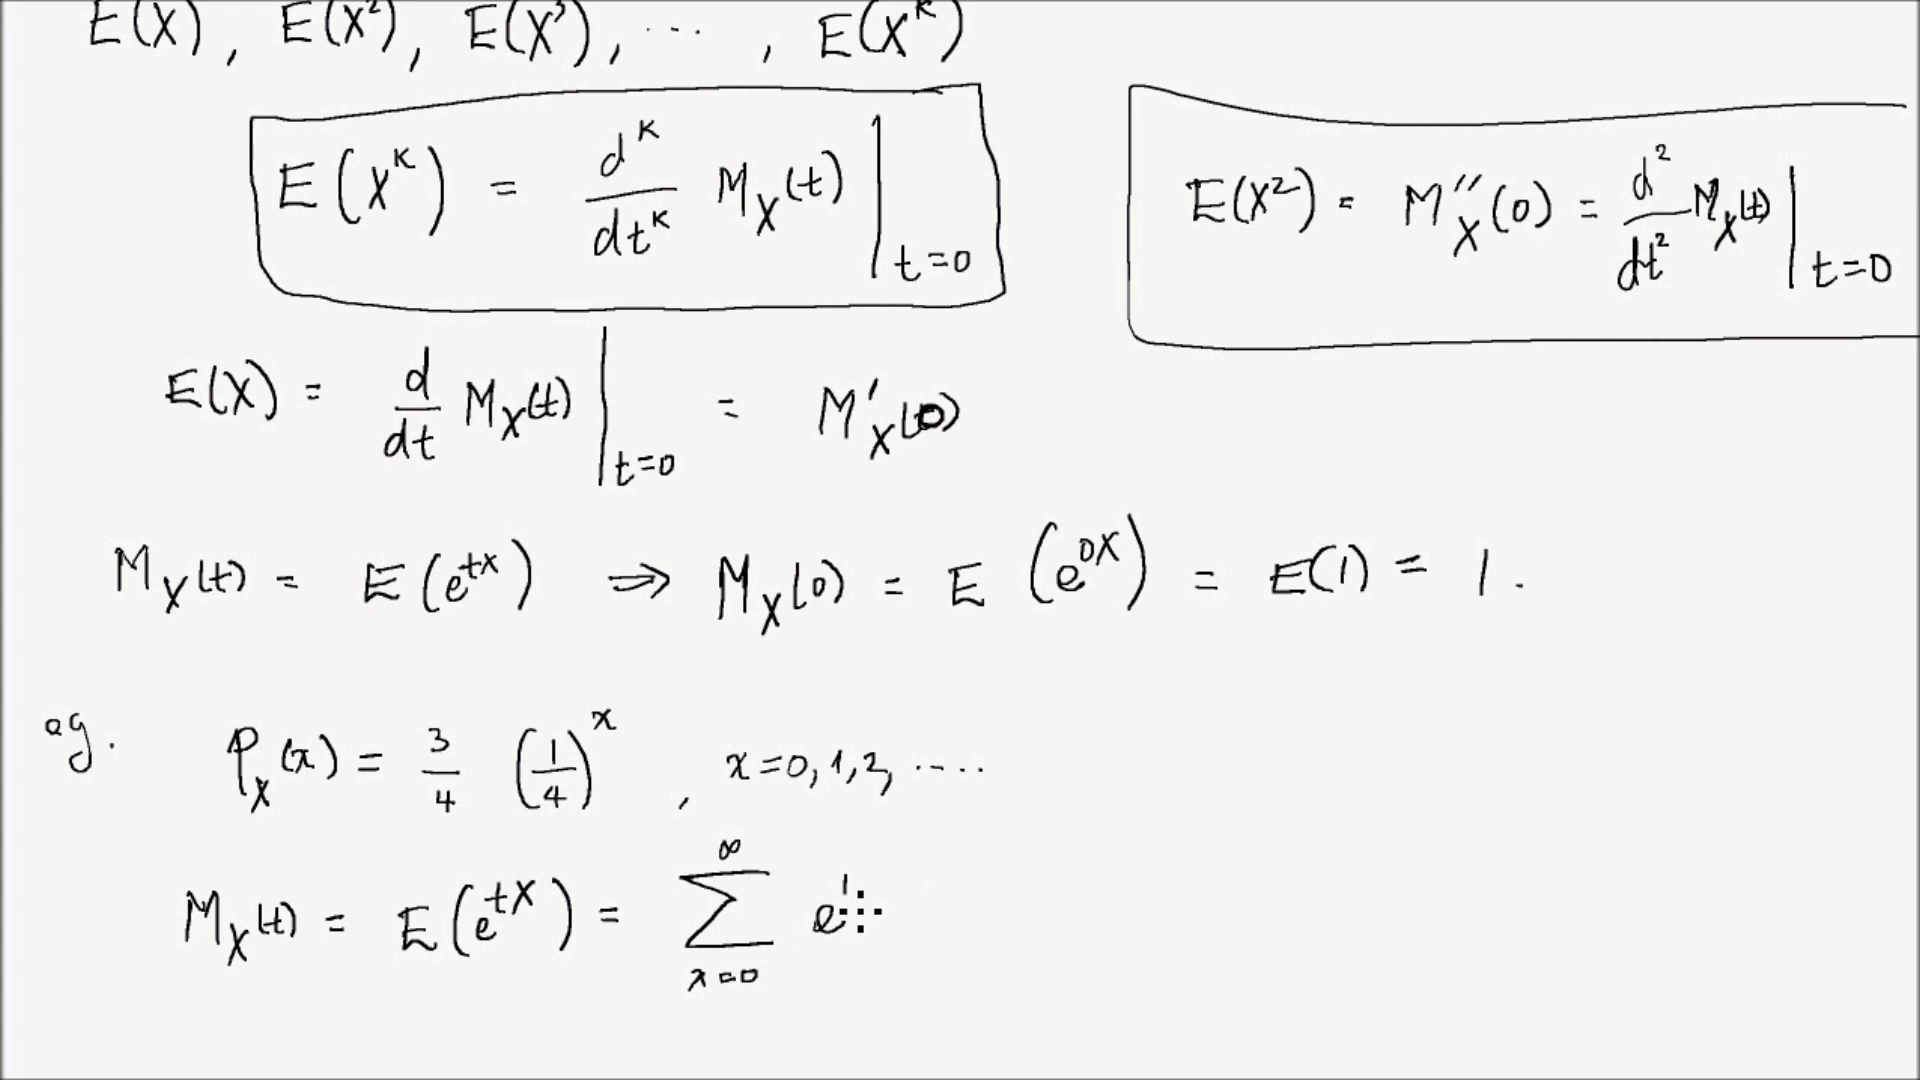 E(X), E(X²), E(X³), ..., E(X^k)
E(X^k) = d^k/dt^k M_X(t) |_{t=0}
E(X²) = M''_X(0) = d²/dt² M_X(t) |_{t=0}
E(X) = d/dt M_X(t) |_{t=0} = M'_X(0)
M_X(t) = E(e^{tX}) ⇒ M_X(0) = E(e^{0X}) = E(1) = 1.
eg. P_X(x) = 3/4 (1/4)^x, x=0,1,2,....
M_X(t) = E(e^{tX}) = ∑_{x=0}^{∞} e